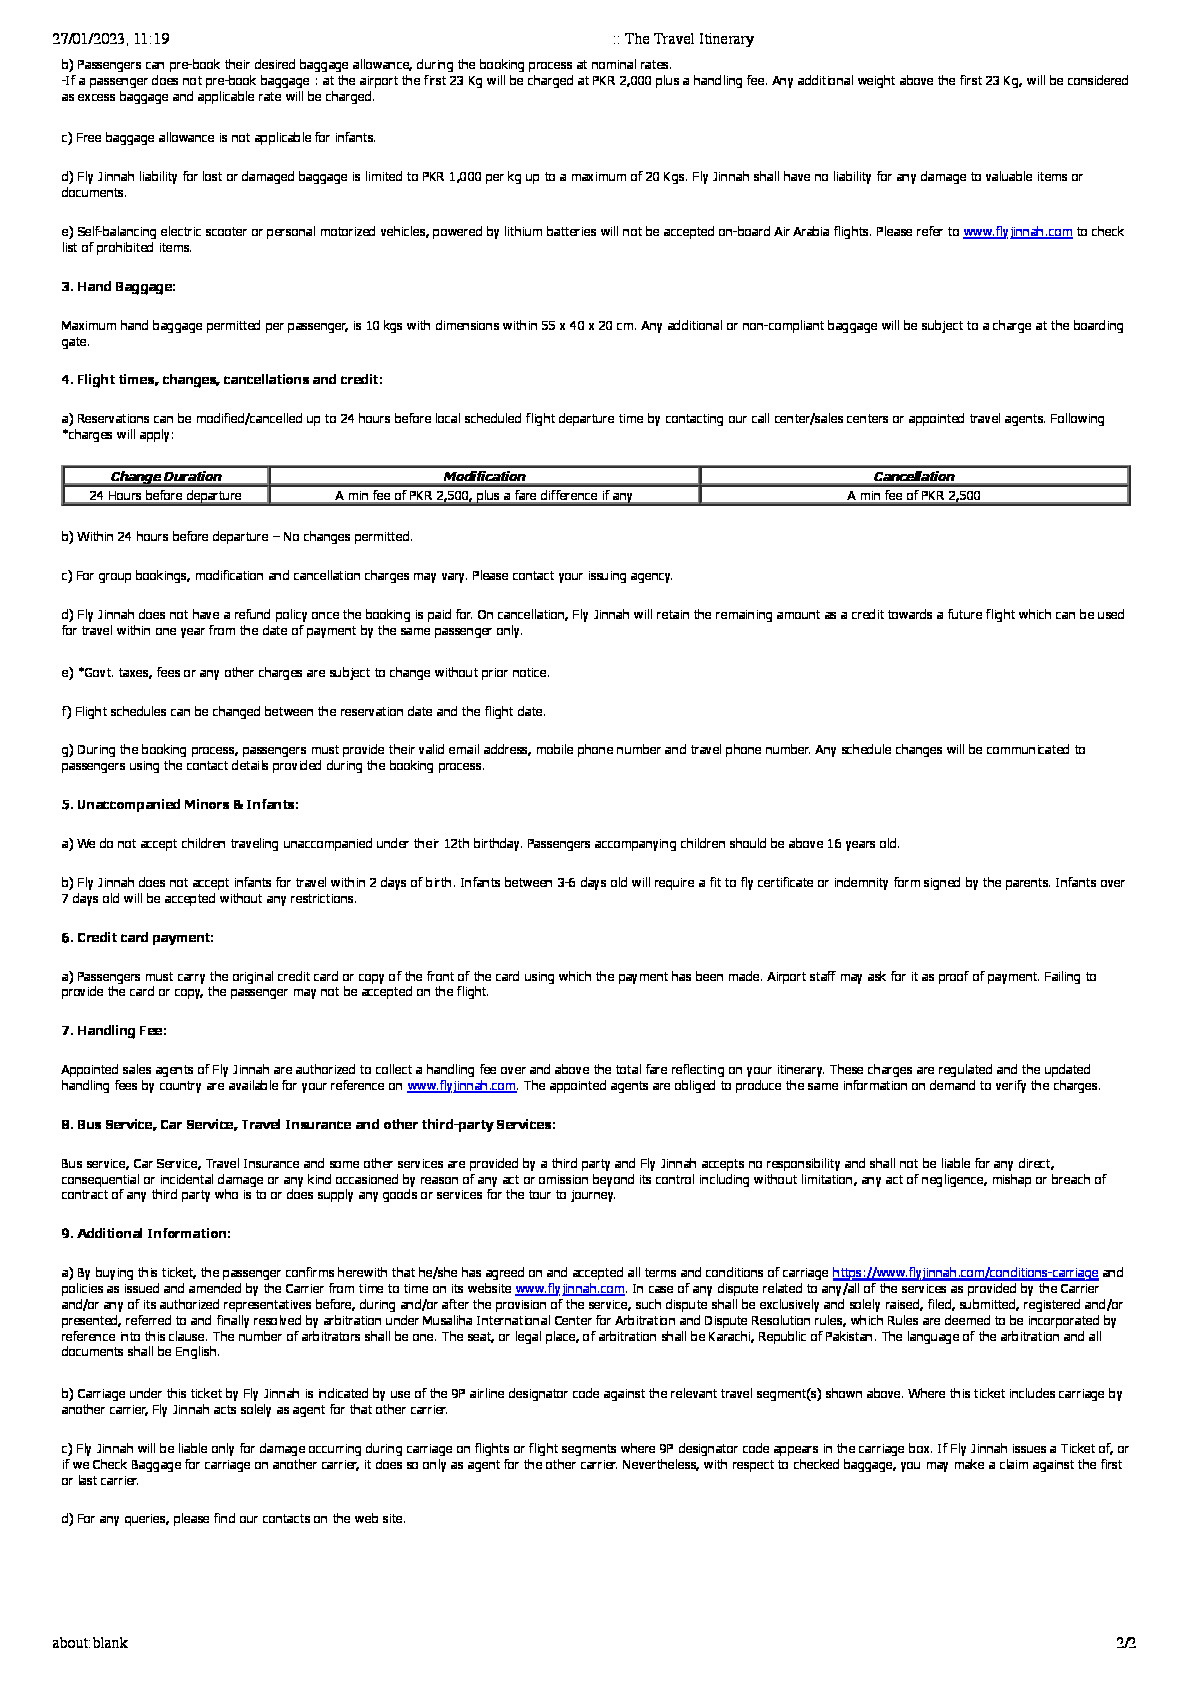 27/01/2023, 11:19
:: The Travel Itinerary
b) Passengers can pre-book their desired baggage allowance, during the booking process at nominal rates.
-If a passenger does not pre-book baggage : at the airport the first 23 Kg will be charged at PKR 2,000 plus a handling fee. Any additional weight above the first 23 Kg, will be considered
as excess baggage and applicable rate will be charged.
c) Free baggage allowance is not applicable for infants.
d) Fly Jinnah liability for lost or damaged baggage is limited to PKR 1,000 per kg up to a maximum of 20 Kgs. Fly Jinnah shall have no liability for any damage to valuable items or
documents.
e) Self-balancing electric scooter or personal motorized vehicles, powered by lithium batteries will not be accepted on-board Air Arabia flights. Please refer to www.flyjinnah.com to check
list of prohibited items.
3. Hand Baggage:
Maximum hand baggage permitted per passenger, is 10 kgs with dimensions within 55 x 40 x 20 cm. Any additional or non-compliant baggage will be subject to a charge at the boarding
gate.
4. Flight times, changes, cancellations and credit:
a) Reservations can be modified/cancelled up to 24 hours before local scheduled flight departure time by contacting our call center/sales centers or appointed travel agents. Following
*charges will apply:
Change Duration Modification Cancellation
24 Hours before departure A min fee of PKR 2,500, plus a fare difference if any A min fee of PKR 2,500
b) Within 24 hours before departure – No changes permitted.
c) For group bookings, modification and cancellation charges may vary. Please contact your issuing agency.
d) Fly Jinnah does not have a refund policy once the booking is paid for. On cancellation, Fly Jinnah will retain the remaining amount as a credit towards a future flight which can be used
for travel within one year from the date of payment by the same passenger only.
e) *Govt. taxes, fees or any other charges are subject to change without prior notice.
f) Flight schedules can be changed between the reservation date and the flight date.
g) During the booking process, passengers must provide their valid email address, mobile phone number and travel phone number. Any schedule changes will be communicated to
passengers using the contact details provided during the booking process.
5. Unaccompanied Minors & Infants:
a) We do not accept children traveling unaccompanied under their 12th birthday. Passengers accompanying children should be above 16 years old.
b) Fly Jinnah does not accept infants for travel within 2 days of birth. Infants between 3-6 days old will require a fit to fly certificate or indemnity form signed by the parents. Infants over
7 days old will be accepted without any restrictions.
6. Credit card payment:
a) Passengers must carry the original credit card or copy of the front of the card using which the payment has been made. Airport staff may ask for it as proof of payment. Failing to
provide the card or copy, the passenger may not be accepted on the flight.
7. Handling Fee:
Appointed sales agents of Fly Jinnah are authorized to collect a handling fee over and above the total fare reflecting on your itinerary. These charges are regulated and the updated
handling fees by country are available for your reference on www.flyjinnah.com. The appointed agents are obliged to produce the same information on demand to verify the charges.
8. Bus Service, Car Service, Travel Insurance and other third-party Services:
Bus service, Car Service, Travel Insurance and some other services are provided by a third party and Fly Jinnah accepts no responsibility and shall not be liable for any direct,
consequential or incidental damage or any kind occasioned by reason of any act or omission beyond its control including without limitation, any act of negligence, mishap or breach of
contract of any third party who is to or does supply any goods or services for the tour to journey.
9. Additional Information:
a) By buying this ticket, the passenger confirms herewith that he/she has agreed on and accepted all terms and conditions of carriage https://www.flyjinnah.com/conditions-carriage and
policies as issued and amended by the Carrier from time to time on its website www.flyjinnah.com. In case of any dispute related to any/all of the services as provided by the Carrier
and/or any of its authorized representatives before, during and/or after the provision of the service, such dispute shall be exclusively and solely raised, filed, submitted, registered and/or
presented, referred to and finally resolved by arbitration under Musaliha International Center for Arbitration and Dispute Resolution rules, which Rules are deemed to be incorporated by
reference into this clause. The number of arbitrators shall be one. The seat, or legal place, of arbitration shall be Karachi, Republic of Pakistan. The language of the arbitration and all
documents shall be English.
b) Carriage under this ticket by Fly Jinnah is indicated by use of the 9P airline designator code against the relevant travel segment(s) shown above. Where this ticket includes carriage by
another carrier, Fly Jinnah acts solely as agent for that other carrier.
c) Fly Jinnah will be liable only for damage occurring during carriage on flights or flight segments where 9P designator code appears in the carriage box. If Fly Jinnah issues a Ticket of, or
if we Check Baggage for carriage on another carrier, it does so only as agent for the other carrier. Nevertheless, with respect to checked baggage, you may make a claim against the first
or last carrier.
d) For any queries, please find our contacts on the web site.
about:blank
2/2